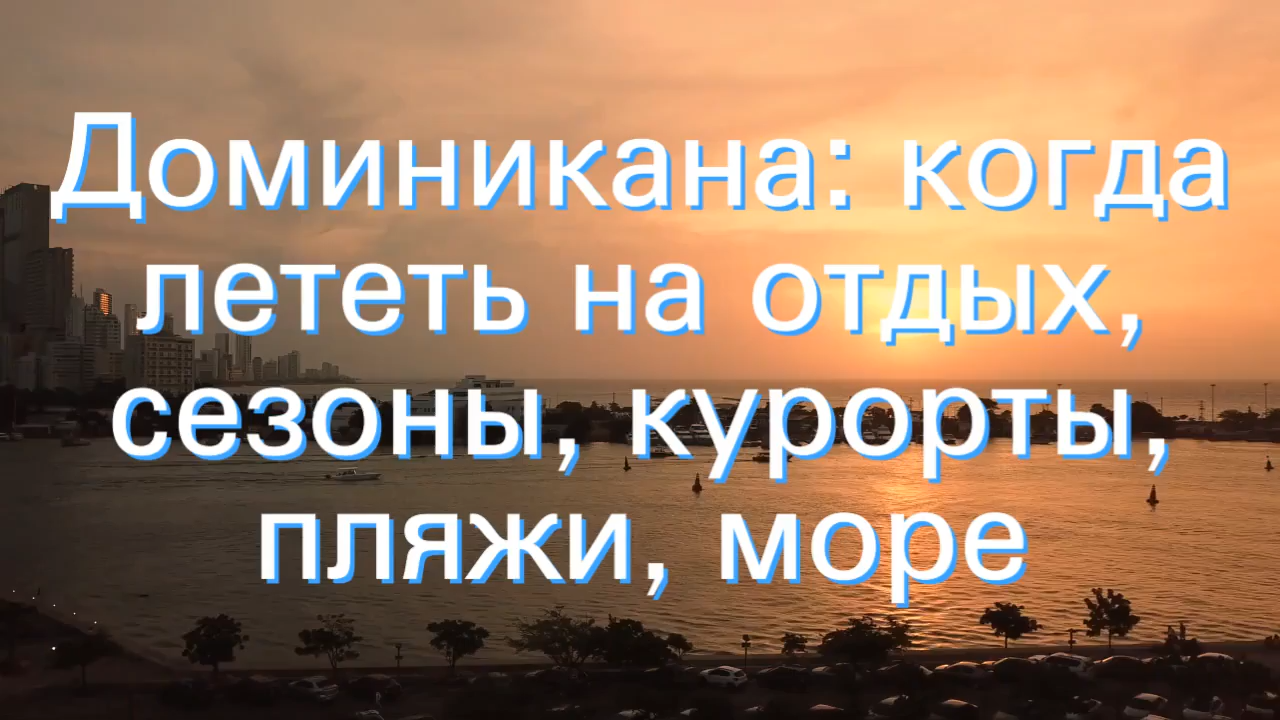 Доминикана: когда
лететь на отдых,
сезоны, курорты,
пляжи, море